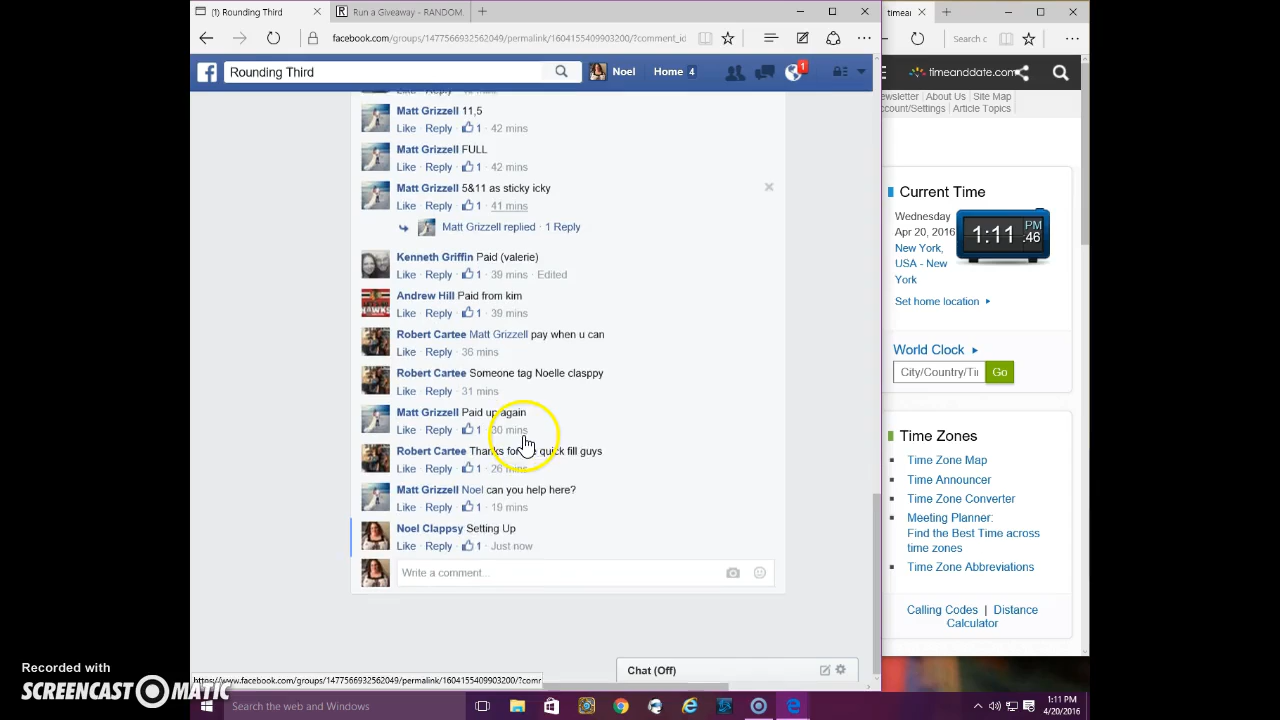 (1) Rounding Third
Run a Giveaway - RANDOM.
timean
facebook.com/groups/1477566932562049/permalink/1604155409903200/?comment_id
Search c
Rounding Third
Noel
Home 4
1
timeanddate.com
ewsletter | About Us | Site Map
ccount/Settings | Article Topics
Matt Grizzell 11,5
Like · Reply · 1 · 42 mins
Matt Grizzell FULL
Like · Reply · 1 · 42 mins
Matt Grizzell 5&11 as sticky icky
Like · Reply · 1 · 41 mins
Matt Grizzell replied · 1 Reply
Kenneth Griffin Paid (valerie)
Like · Reply · 1 · 39 mins · Edited
Andrew Hill Paid from kim
Like · Reply · 1 · 39 mins
Robert Cartee Matt Grizzell pay when u can
Like · Reply · 36 mins
Robert Cartee Someone tag Noelle clasppy
Like · Reply · 31 mins
Matt Grizzell Paid up again
Like · Reply · 1 · 30 mins
Robert Cartee Thanks for quick fill guys
Like · Reply · 1 · 26 mins
Matt Grizzell Noel can you help here?
Like · Reply · 1 · 19 mins
Noel Clappsy Setting Up
Like · Reply · 1 · Just now
Write a comment...
Chat (Off)
https://www.facebook.com/groups/1477566932562049/permalink/1604155409903200/?comr
Current Time
Wednesday
Apr 20, 2016
New York,
USA - New
York
1:11 PM .46
Set home location
World Clock
City/Country/Tin
Go
Time Zones
Time Zone Map
Time Announcer
Time Zone Converter
Meeting Planner:
Find the Best Time across
time zones
Time Zone Abbreviations
Calling Codes | Distance
Calculator
Recorded with
SCREENCAST MATIC
Search the web and Windows
1:11 PM
4/20/2016